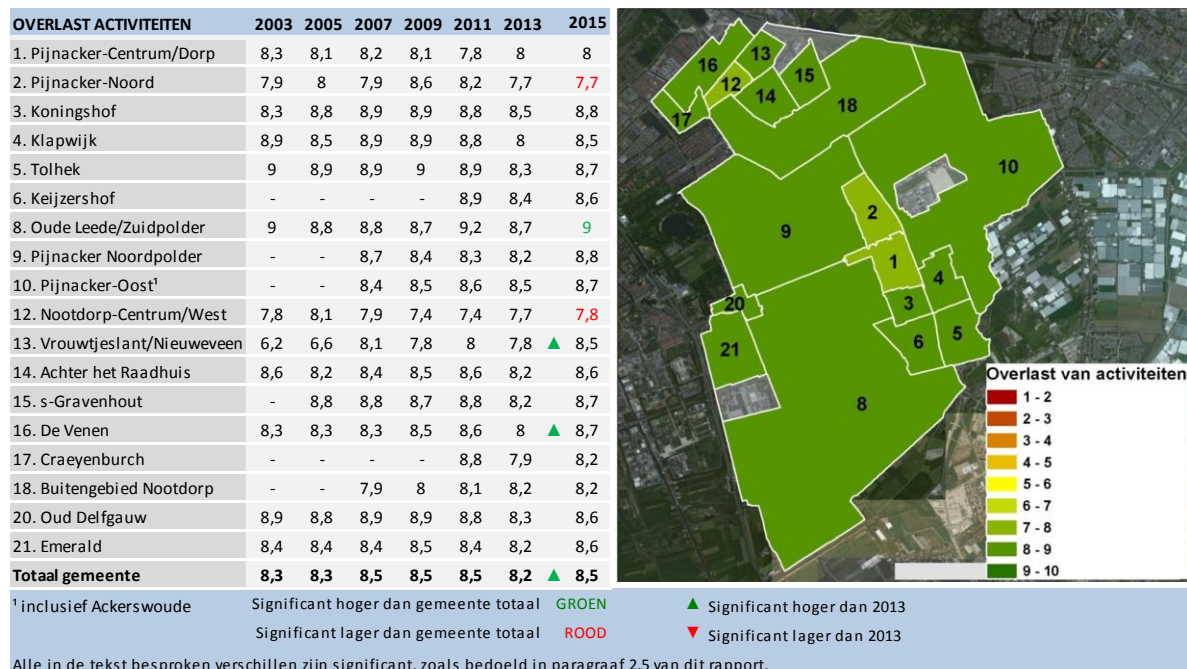 OVERLAST ACTIVITEITEN 2003 2005 2007 2009 2011 2013 2015
1. Pijnacker-Centrum/Dorp 8,3 8,1 8,2 8,1 7,8 8 8
2. Pijnacker-Noord 7,9 8 7,9 8,6 8,2 7,7 7,7
3. Koningshof 8,3 8,8 8,9 8,9 8,8 8,5 8,8
4. Klapwijk 8,9 8,5 8,9 8,9 8,8 8 8,5
5. Tolhek 9 8,9 8,9 9 8,9 8,3 8,7
6. Keijzershof - - - - 8,9 8,4 8,6
8. Oude Leede/Zuidpolder 9 8,8 8,8 8,7 9,2 8,7 9
9. Pijnacker Noordpolder - - 8,7 8,4 8,3 8,2 8,8
10. Pijnacker-Oost¹ - - 8,4 8,5 8,6 8,5 8,7
12. Nootdorp-Centrum/West 7,8 8,1 7,9 7,4 7,4 7,7 7,8
13. Vrouwtjeslant/Nieuweveen 6,2 6,6 8,1 7,8 8 7,8 ▲ 8,5
14. Achter het Raadhuis 8,6 8,2 8,4 8,5 8,6 8,2 8,6
15. s-Gravenhout - 8,8 8,8 8,7 8,8 8,2 8,7
16. De Venen 8,3 8,3 8,3 8,5 8,6 8 ▲ 8,7
17. Craeyenburch - - - - 8,8 7,9 8,2
18. Buitengebied Nootdorp - - 7,9 8 8,1 8,2 8,2
20. Oud Delfgauw 8,9 8,8 8,9 8,9 8,8 8,3 8,6
21. Emerald 8,4 8,4 8,4 8,5 8,4 8,2 8,6
Totaal gemeente 8,3 8,3 8,5 8,5 8,5 8,2 ▲ 8,5
¹ inclusief Ackerswoude Significant hoger dan gemeente totaal GROEN ▲ Significant hoger dan 2013
Significant lager dan gemeente totaal ROOD ▼ Significant lager dan 2013
Alle in de tekst besproken verschillen zijn significant, zoals bedoeld in paragraaf 2.5 van dit rapport.
13
16
15
12
14
18
17
10
2
9
1
4
20
3
5
6
21
8
Overlast van activiteiten
1 - 2
2 - 3
3 - 4
4 - 5
5 - 6
6 - 7
7 - 8
8 - 9
9 - 10